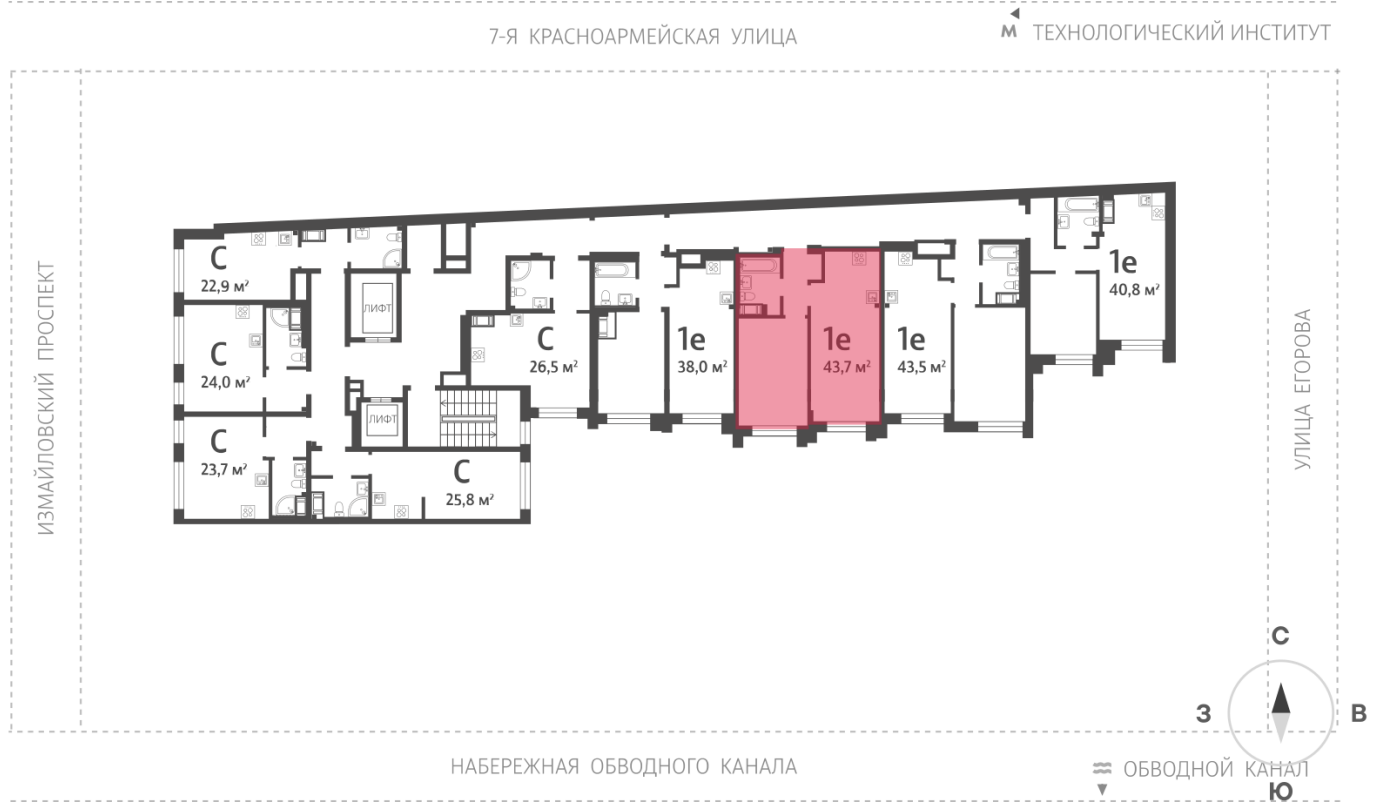 7-Я КРАСНОАРМЕЙСКАЯ УЛИЦА
М ТЕХНОЛОГИЧЕСКИЙ ИНСТИТУТ
ИЗМАЙЛОВСКИЙ ПРОСПЕКТ
С
22,9 м²
ЛИФТ
С
24,0 м²
ЛИФТ
С
23,7 м²
С
25,8 м²
С
26,5 м²
1е
38,0 м²
1е
43,7 м²
1е
43,5 м²
1е
40,8 м²
УЛИЦА ЕГОРОВА
С
З
В
Ю
НАБЕРЕЖНАЯ ОБВОДНОГО КАНАЛА
ОБВОДНОЙ КАНАЛ